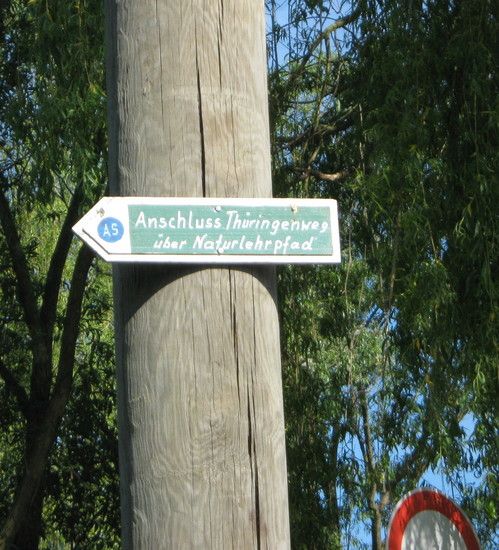 A5
Anschluss Thüringenweg
über Naturlehrpfad